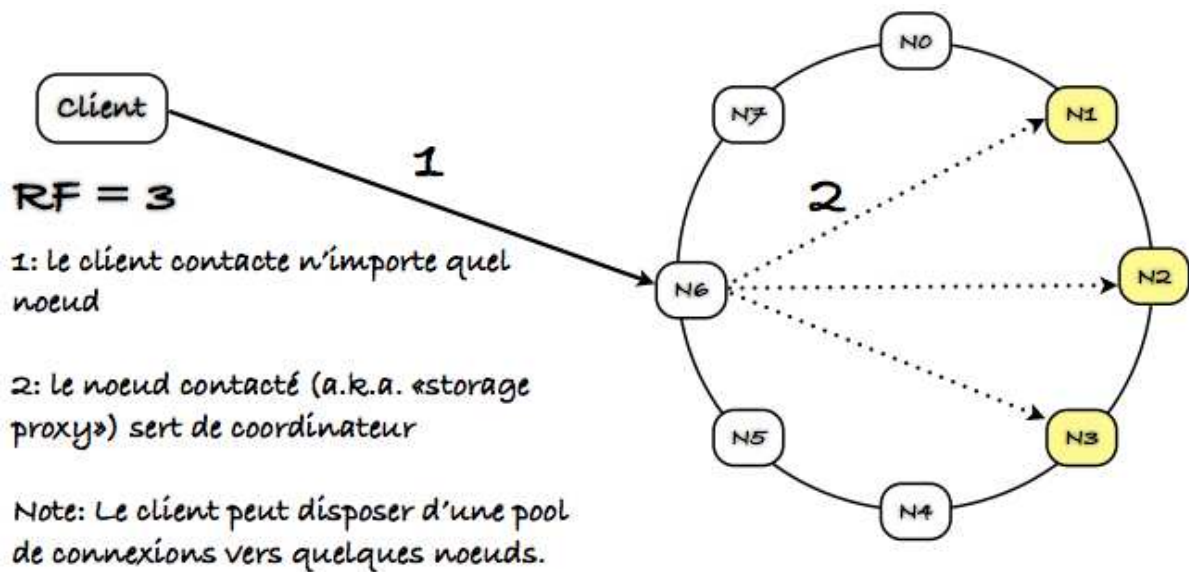 Client
RF = 3
1: le client contacte n'importe quel
noeud
2: le noeud contacté (a.k.a. «storage
proxy») sert de coordinateur
Note: Le client peut disposer d'une pool
de connexions vers quelques noeuds.
1
2
N0
N1
N2
N3
N4
N5
N6
N7